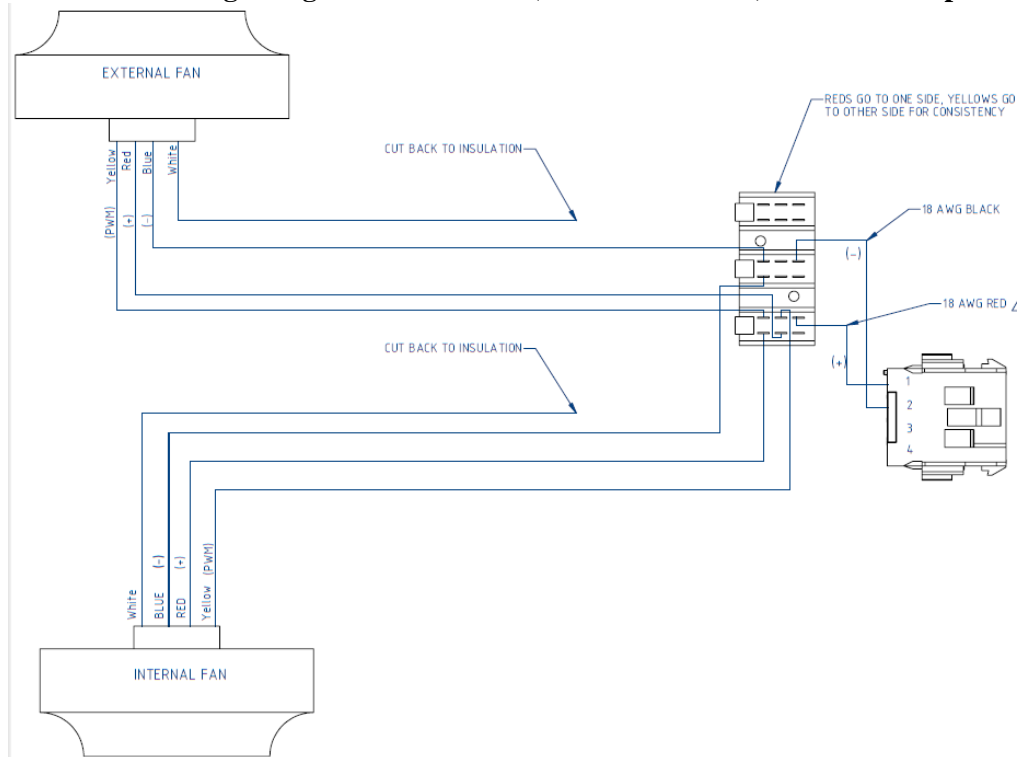 EXTERNAL FAN
REDS GO TO ONE SIDE, YELLOWS GO
TO OTHER SIDE FOR CONSISTENCY
Yellow
Red
Blue
White
CUT BACK TO INSULATION
(PWM)
(+)
(-)
18 AWG BLACK
(-)
18 AWG RED
CUT BACK TO INSULATION
(+)
1
2
3
4
White
BLUE (-)
RED (+)
Yellow (PWM)
INTERNAL FAN